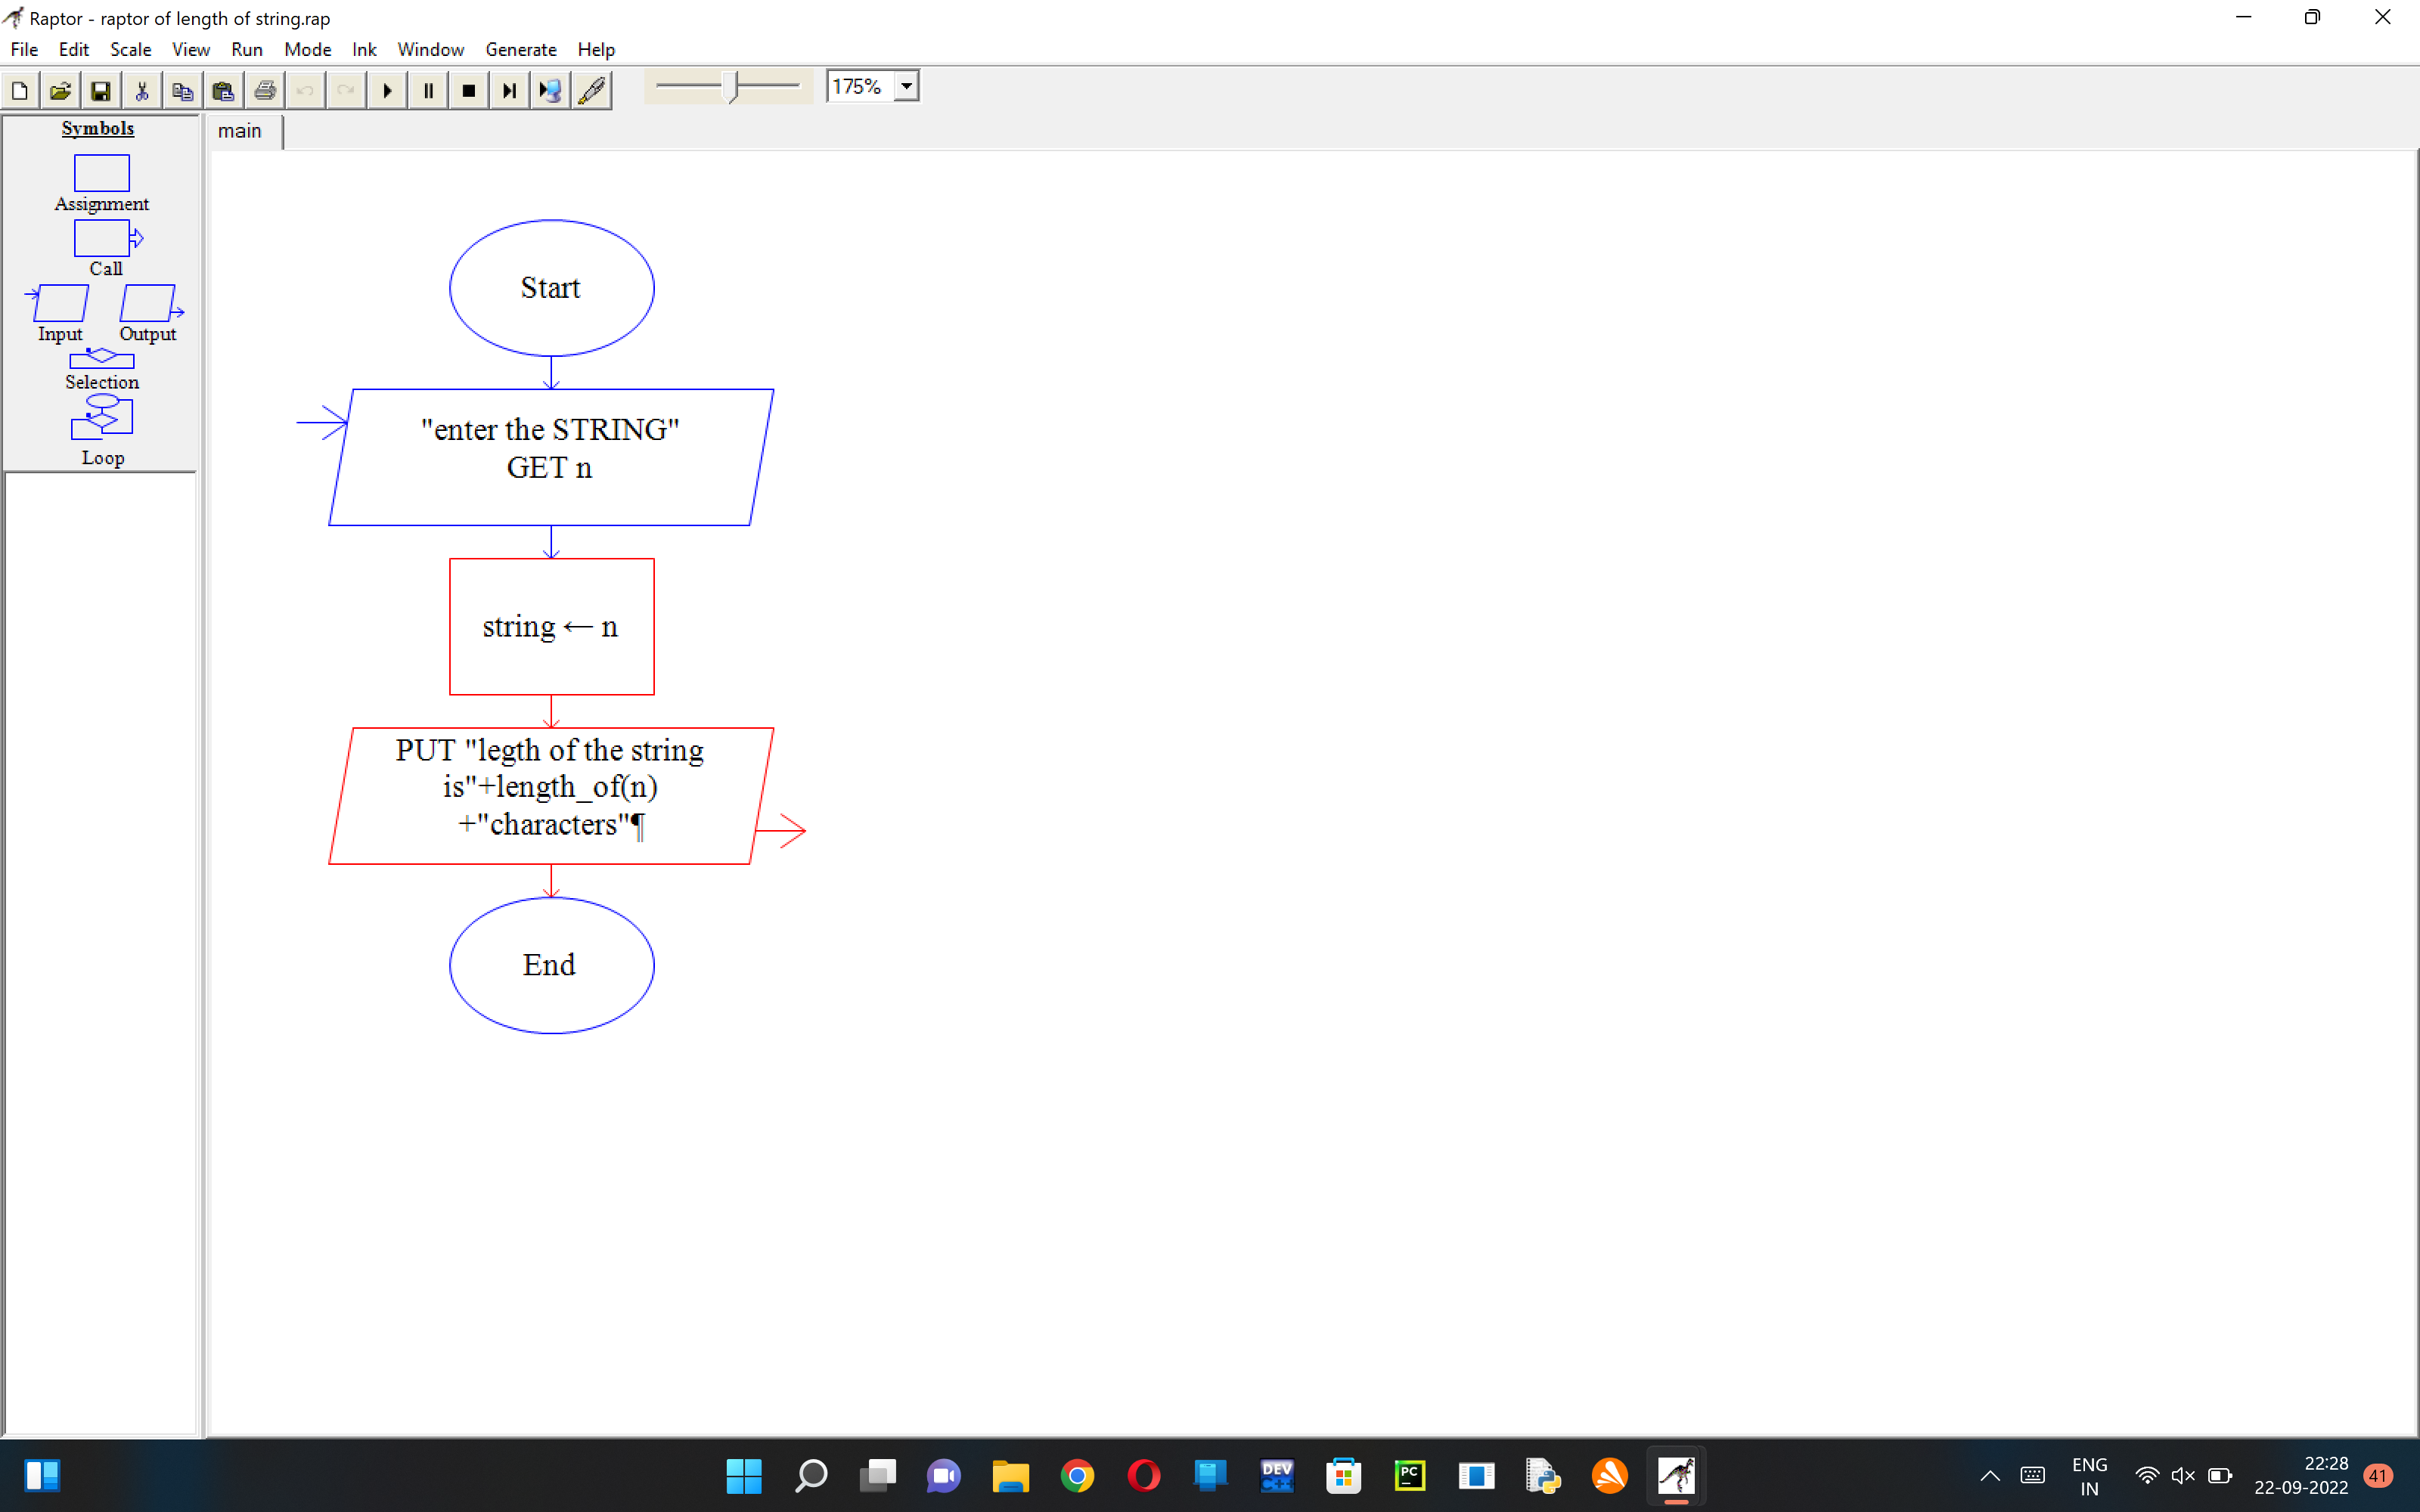 Raptor - raptor of length of string.rap
File Edit Scale View Run Mode Ink Window Generate Help
175%
Symbols
Assignment
Call
Input Output
Selection
Loop
main
Start
"enter the STRING"
GET n
string ← n
PUT "legth of the string
is"+length_of(n)
+"characters"¶
End
DEV
C++
PC
ENG
IN
22:28
22-09-2022
41